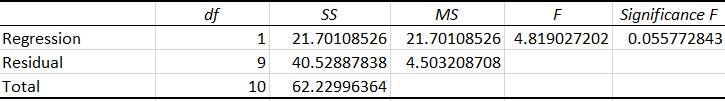 df SS MS F Significance F
Regression 1 21.70108526 21.70108526 4.819027202 0.055772843
Residual 9 40.52887838 4.503208708
Total 10 62.22996364